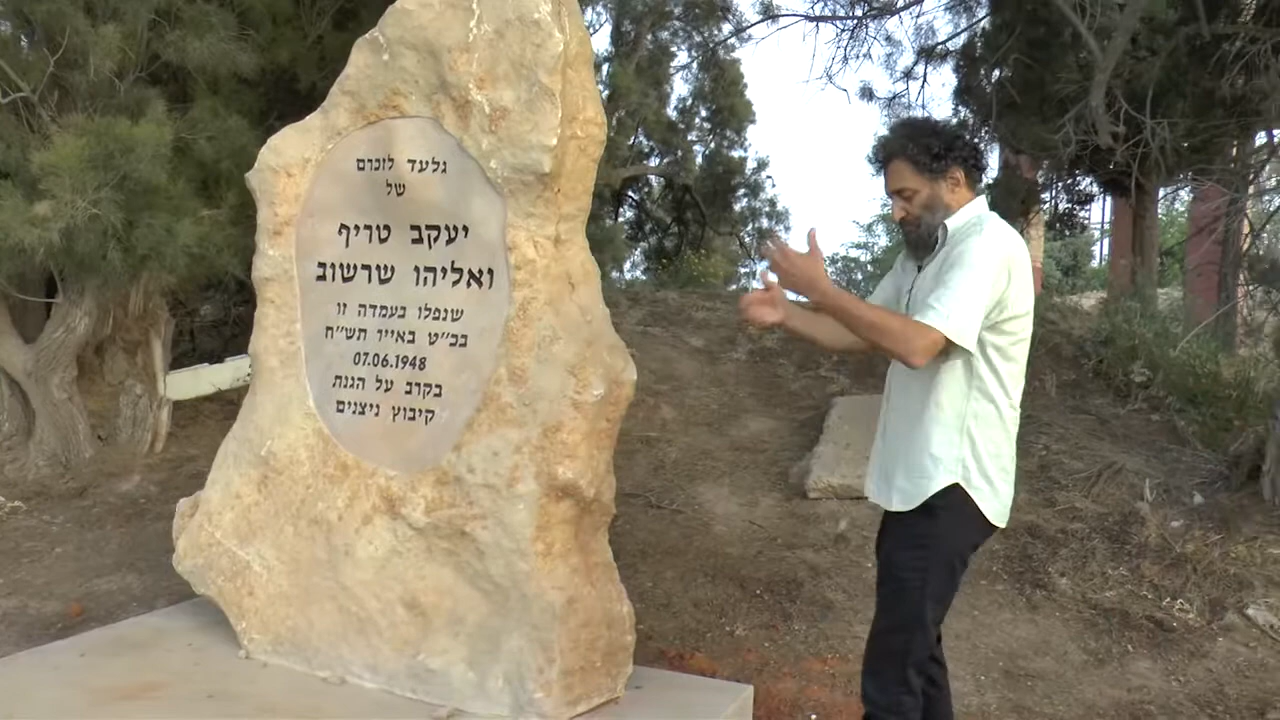 גלעד לזכרם
של
יעקב טריף
ואליהו שרשוב
שנפלו בעמדה זו
בכ״ט באייר תש״ח
07.06.1948
בקרב על הגנת
קיבוץ ניצנים